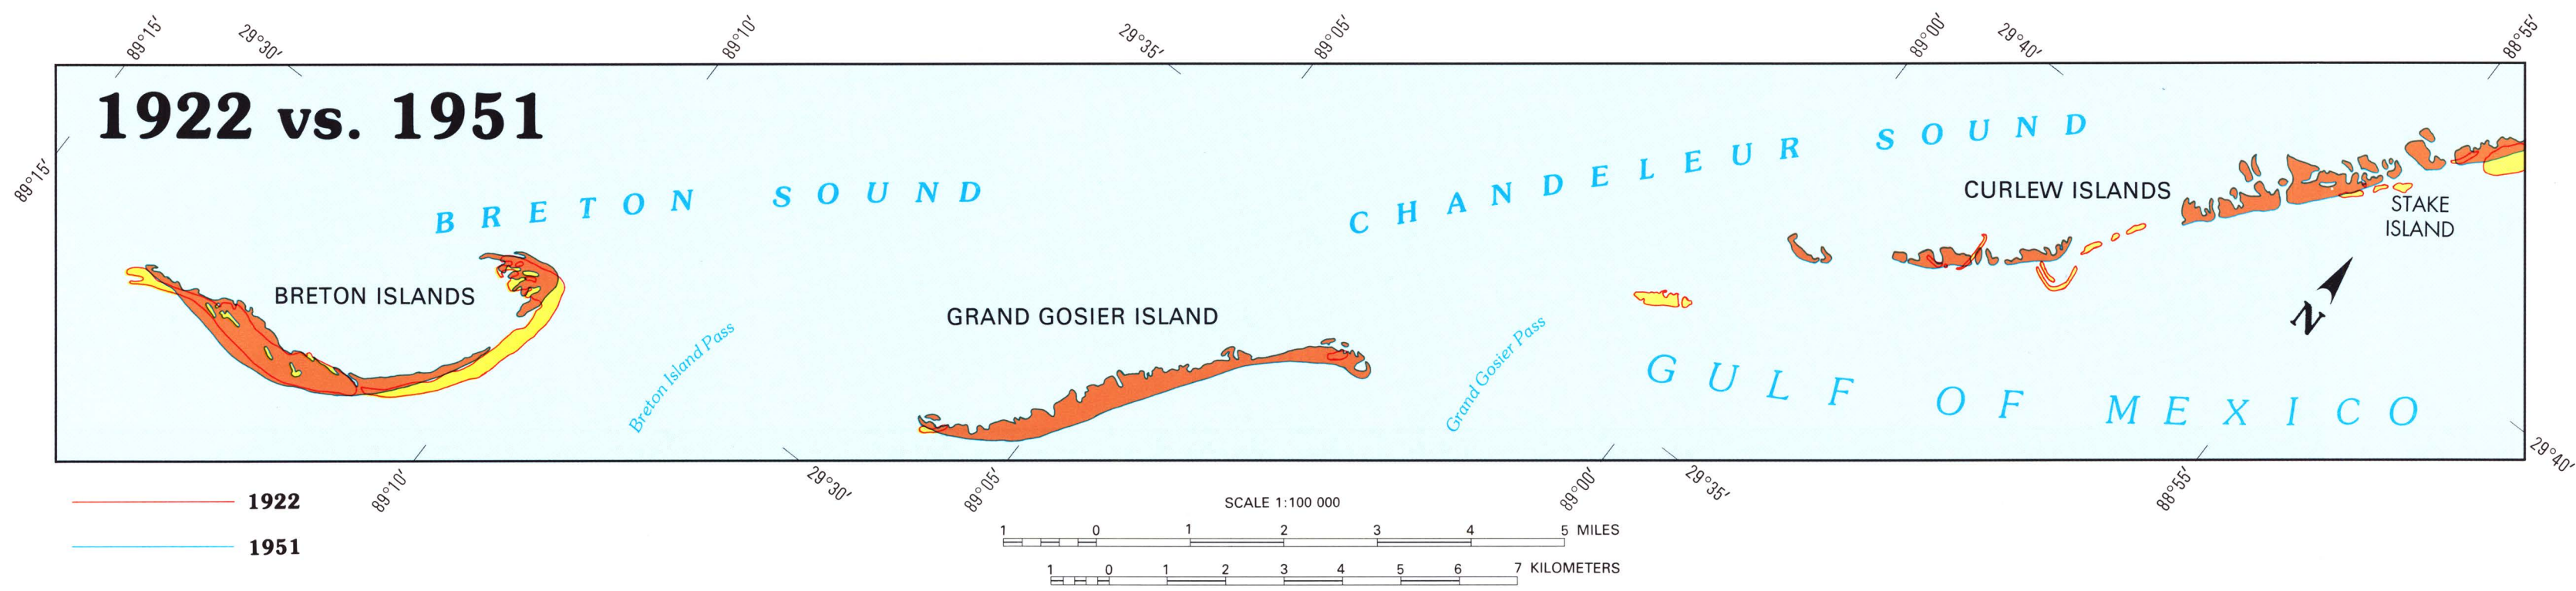 89°15′
29°30′
89°10′
29°35′
89°05′
89°00′
29°40′
88°55′
1922 vs. 1951
89°15′
BRETON SOUND
CHANDELEUR SOUND
CURLEW ISLANDS
STAKE
ISLAND
BRETON ISLANDS
GRAND GOSIER ISLAND
Breton Island Pass
Grand Gosier Pass
N
GULF OF MEXICO
29°40′
89°10′
29°30′
89°05′
89°00′
29°35′
88°55′
1922
1951
SCALE 1:100 000
1 0 1 2 3 4 5 MILES
1 0 1 2 3 4 5 6 7 KILOMETERS